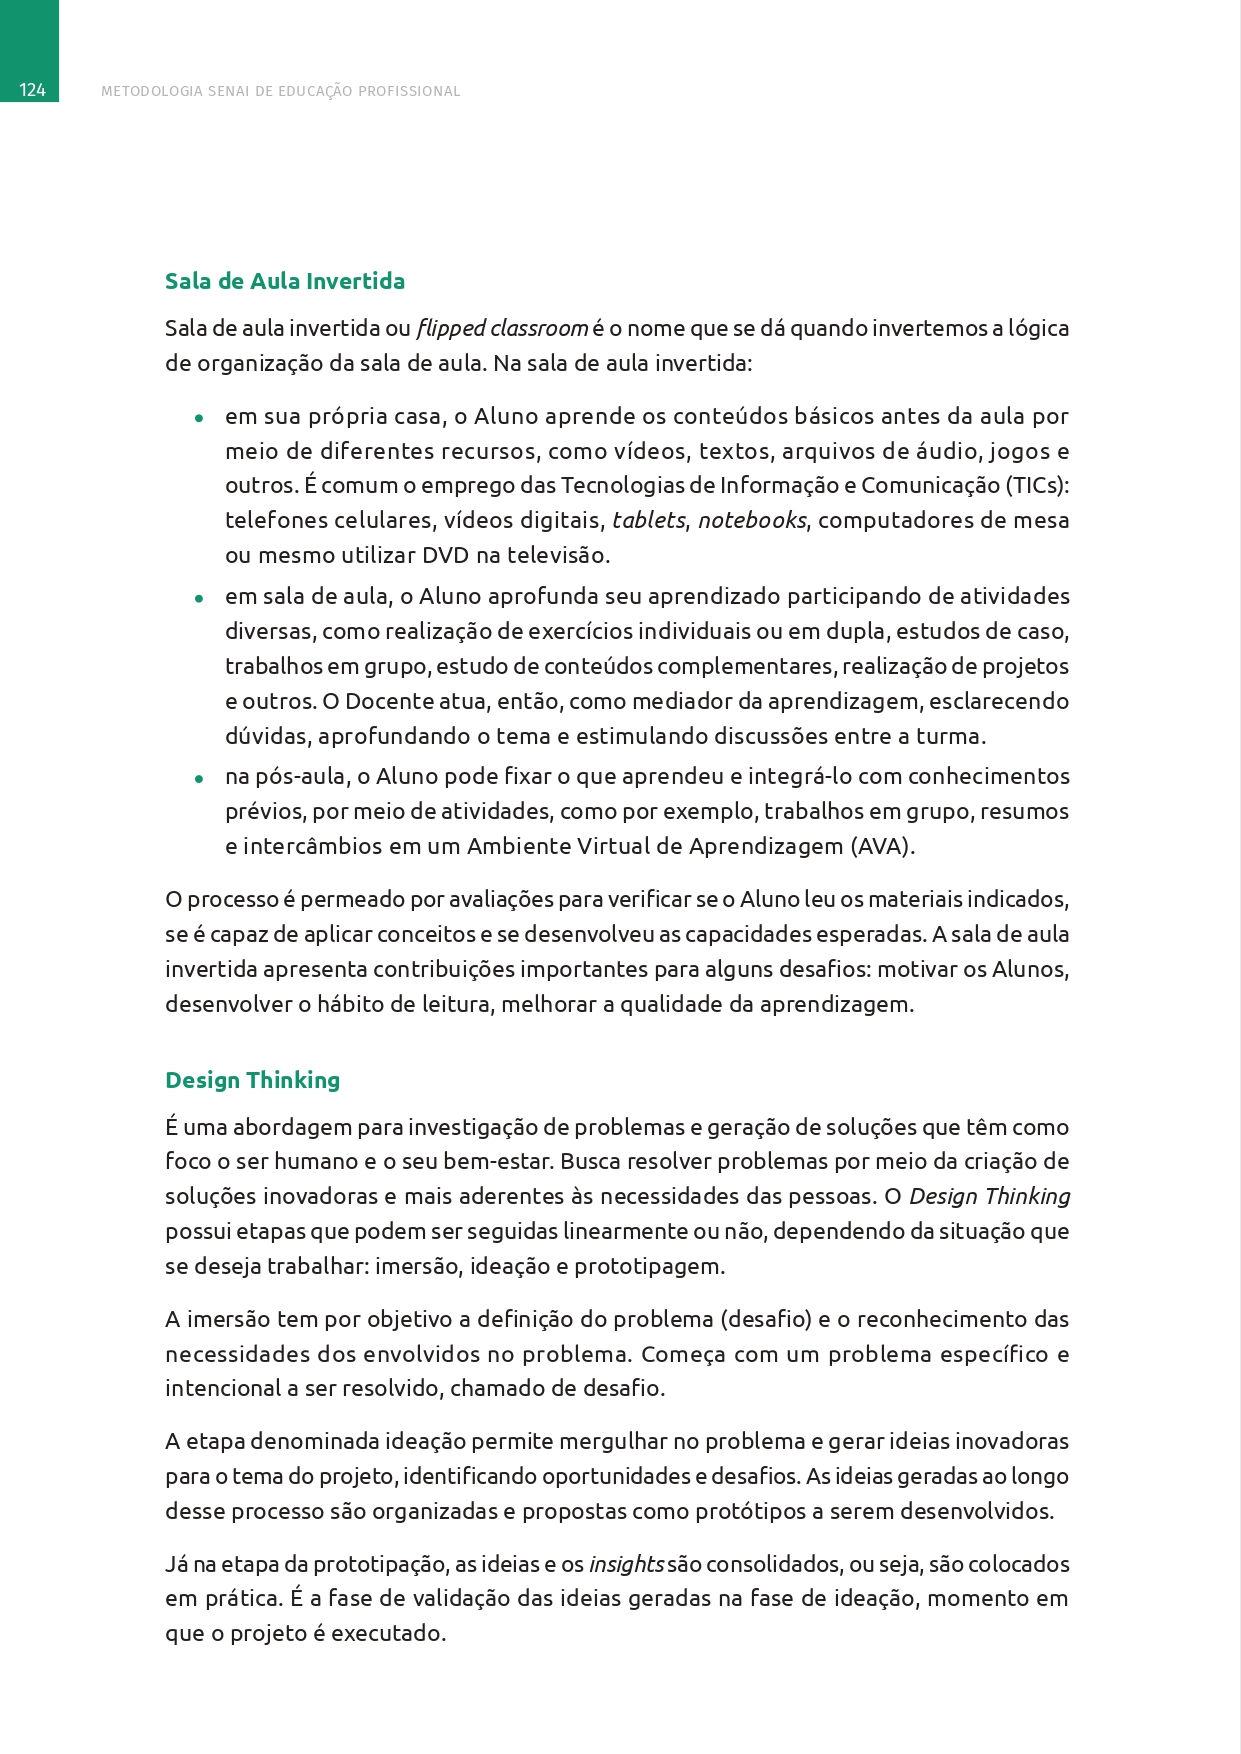 124
METODOLOGIA SENAI DE EDUCAÇÃO PROFISSIONAL
Sala de Aula Invertida
Sala de aula invertida ou flipped classroom é o nome que se dá quando invertemos a lógica
de organização da sala de aula. Na sala de aula invertida:
• em sua própria casa, o Aluno aprende os conteúdos básicos antes da aula por
meio de diferentes recursos, como vídeos, textos, arquivos de áudio, jogos e
outros. É comum o emprego das Tecnologias de Informação e Comunicação (TICs):
telefones celulares, vídeos digitais, tablets, notebooks, computadores de mesa
ou mesmo utilizar DVD na televisão.
• em sala de aula, o Aluno aprofunda seu aprendizado participando de atividades
diversas, como realização de exercícios individuais ou em dupla, estudos de caso,
trabalhos em grupo, estudo de conteúdos complementares, realização de projetos
e outros. O Docente atua, então, como mediador da aprendizagem, esclarecendo
dúvidas, aprofundando o tema e estimulando discussões entre a turma.
• na pós-aula, o Aluno pode fixar o que aprendeu e integrá-lo com conhecimentos
prévios, por meio de atividades, como por exemplo, trabalhos em grupo, resumos
e intercâmbios em um Ambiente Virtual de Aprendizagem (AVA).
O processo é permeado por avaliações para verificar se o Aluno leu os materiais indicados,
se é capaz de aplicar conceitos e se desenvolveu as capacidades esperadas. A sala de aula
invertida apresenta contribuições importantes para alguns desafios: motivar os Alunos,
desenvolver o hábito de leitura, melhorar a qualidade da aprendizagem.
Design Thinking
É uma abordagem para investigação de problemas e geração de soluções que têm como
foco o ser humano e o seu bem-estar. Busca resolver problemas por meio da criação de
soluções inovadoras e mais aderentes às necessidades das pessoas. O Design Thinking
possui etapas que podem ser seguidas linearmente ou não, dependendo da situação que
se deseja trabalhar: imersão, ideação e prototipagem.
A imersão tem por objetivo a definição do problema (desafio) e o reconhecimento das
necessidades dos envolvidos no problema. Começa com um problema específico e
intencional a ser resolvido, chamado de desafio.
A etapa denominada ideação permite mergulhar no problema e gerar ideias inovadoras
para o tema do projeto, identificando oportunidades e desafios. As ideias geradas ao longo
desse processo são organizadas e propostas como protótipos a serem desenvolvidos.
Já na etapa da prototipação, as ideias e os insights são consolidados, ou seja, são colocados
em prática. É a fase de validação das ideias geradas na fase de ideação, momento em
que o projeto é executado.